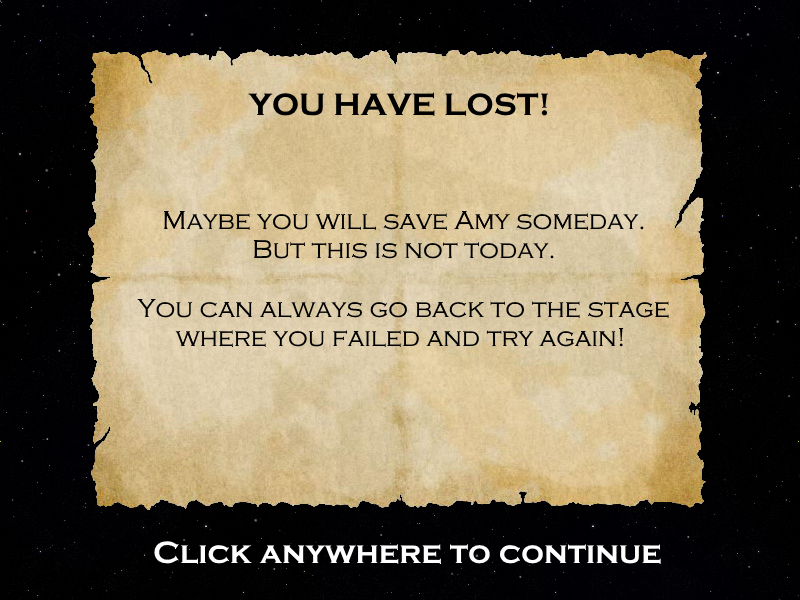 YOU HAVE LOST!
Maybe you will save Amy someday.
But this is not today.
You can always go back to the stage
where you failed and try again!
Click anywhere to continue